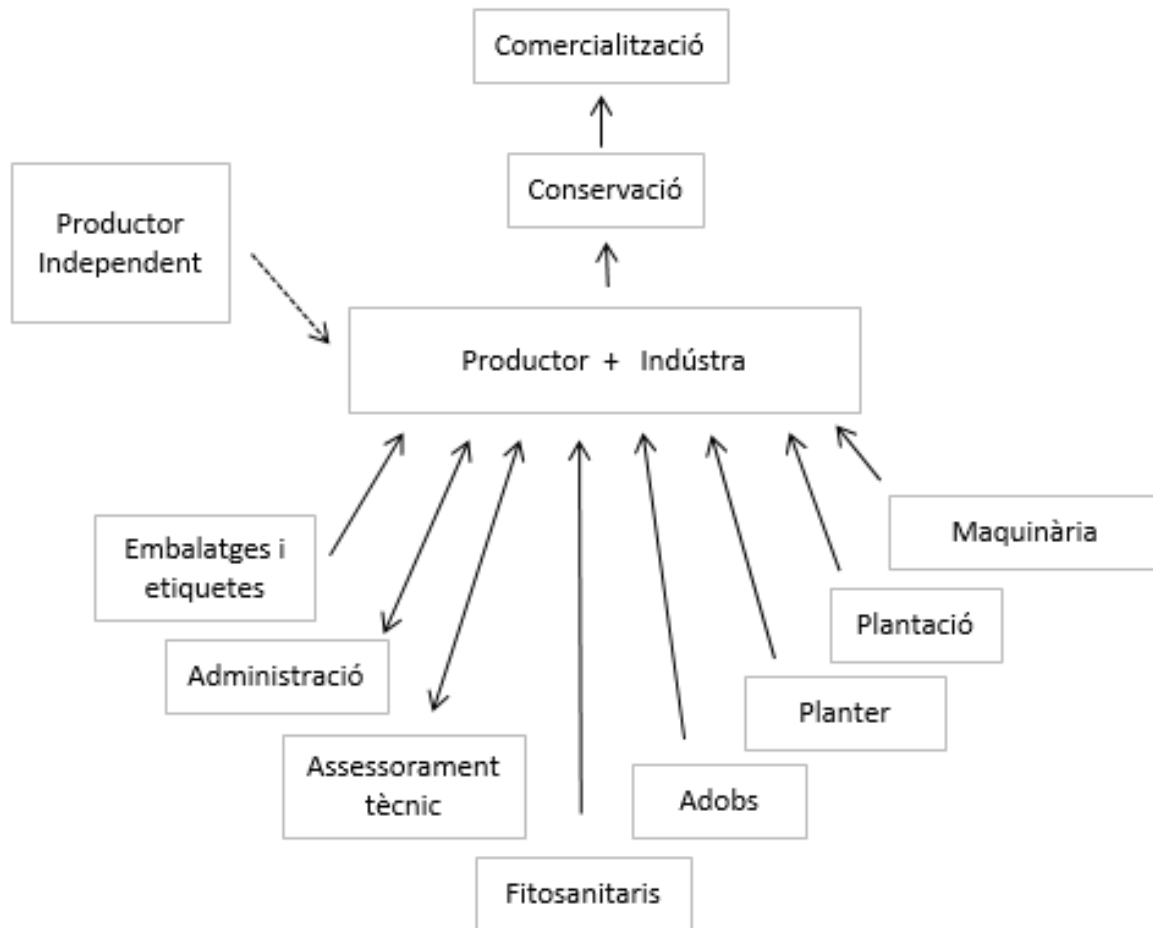 Comercialització
Conservació
Productor
Independent
Productor + Indústra
Embalatges i
etiquetes
Administració
Assessorament
tècnic
Fitosanitaris
Adobs
Planter
Plantació
Maquinària